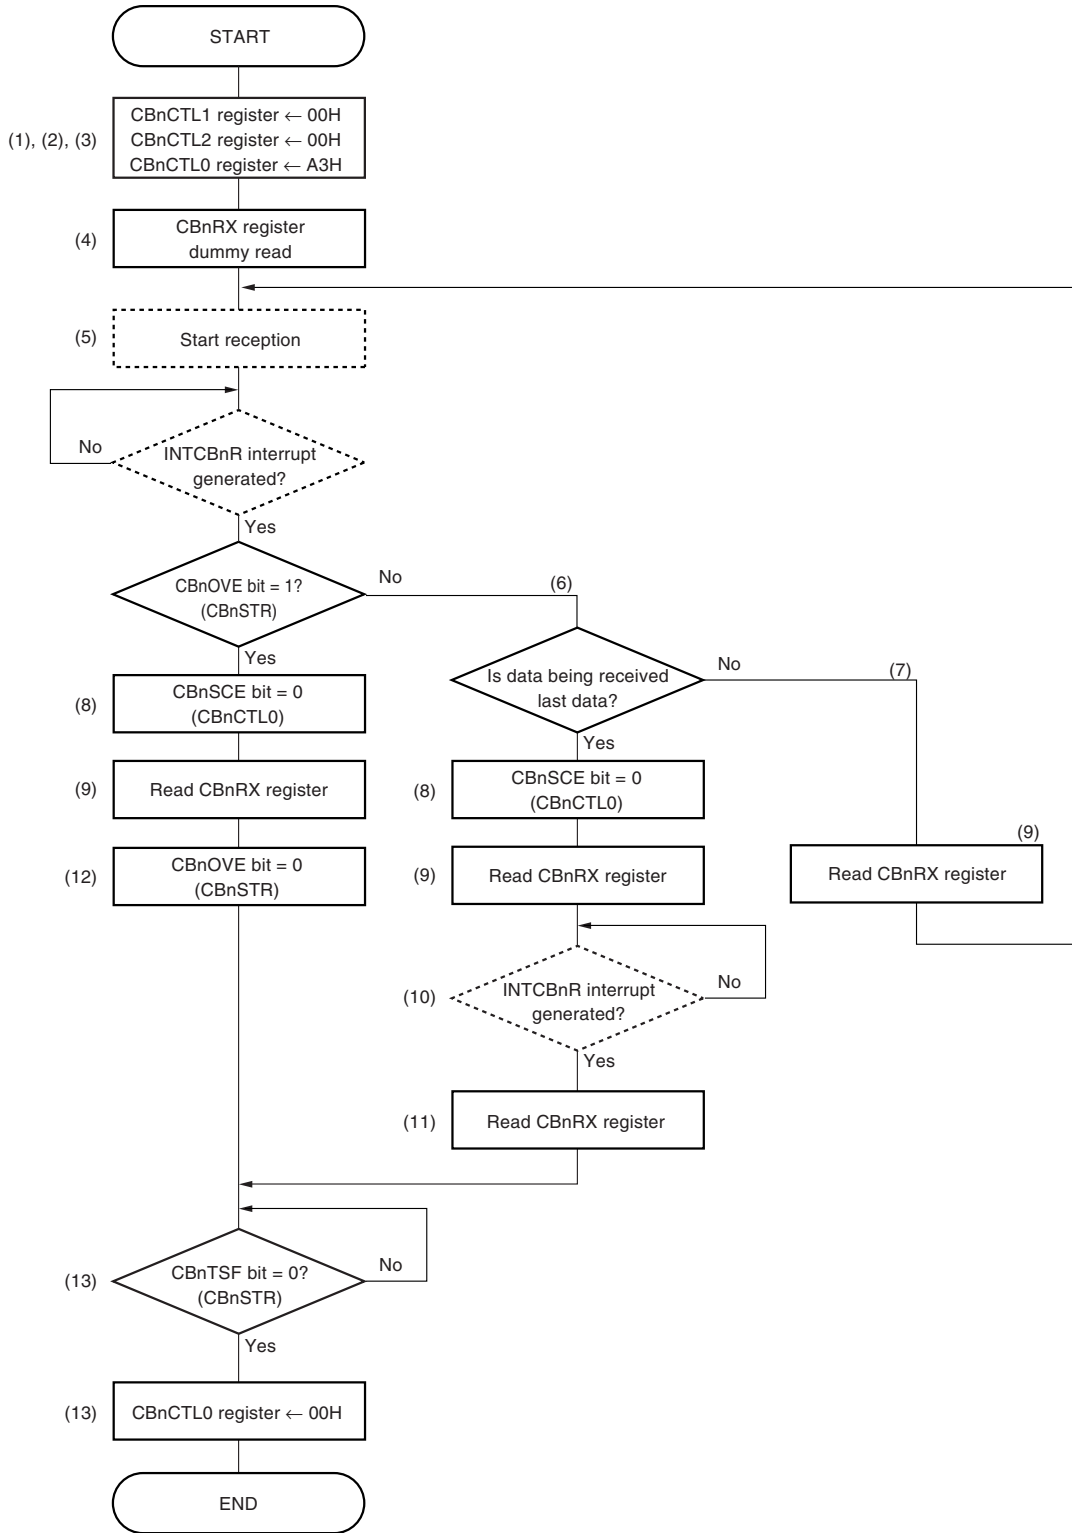 START
(1), (2), (3)
CBnCTL1 register ← 00H
CBnCTL2 register ← 00H
CBnCTL0 register ← A3H
(4)
CBnRX register
dummy read
(5)
Start reception
No
INTCBnR interrupt
generated?
Yes
CBnOVE bit = 1?
(CBnSTR)
No
(6)
Yes
Is data being received
last data?
No
(7)
Yes
(8)
CBnSCE bit = 0
(CBnCTL0)
(9)
Read CBnRX register
(12)
CBnOVE bit = 0
(CBnSTR)
(8)
CBnSCE bit = 0
(CBnCTL0)
(9)
Read CBnRX register
(9)
Read CBnRX register
(10)
INTCBnR interrupt
generated?
No
Yes
(11)
Read CBnRX register
(13)
CBnTSF bit = 0?
(CBnSTR)
No
Yes
(13)
CBnCTL0 register ← 00H
END